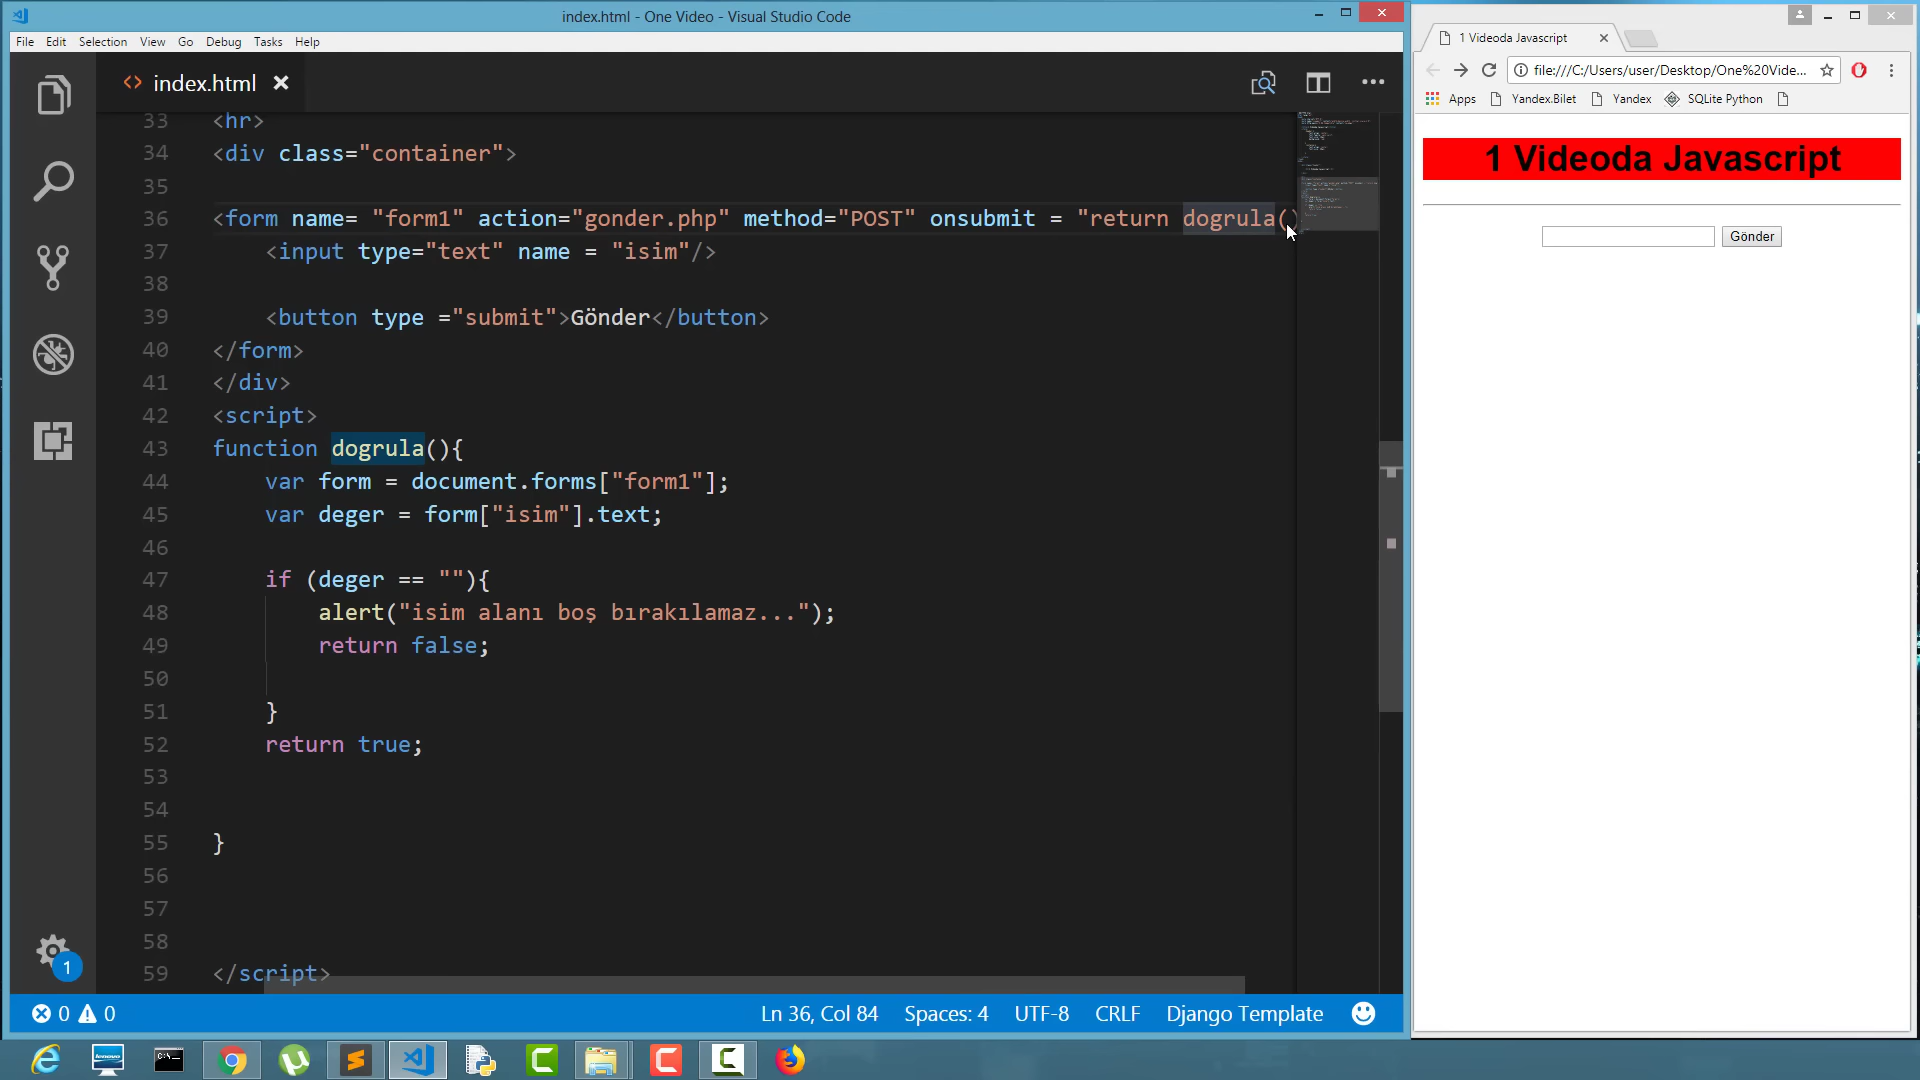 index.html - One Video - Visual Studio Code
File Edit Selection View Go Debug Tasks Help
<> index.html
33 <hr>
34 <div class="container">
35
36 <form name= "form1" action="gonder.php" method="POST" onsubmit = "return dogrula()
37 <input type="text" name = "isim"/>
38
39 <button type ="submit">Gönder</button>
40 </form>
41 </div>
42 <script>
43 function dogrula(){
44 var form = document.forms["form1"];
45 var deger = form["isim"].text;
46
47 if (deger == ""){
48 alert("isim alanı boş bırakılamaz...");
49 return false;
50
51 }
52 return true;
53
54
55 }
56
57
58
59 </script>
1
0 0 Ln 36, Col 84 Spaces: 4 UTF-8 CRLF Django Template
1 Videoda Javascript
file:///C:/Users/user/Desktop/One%20Vide...
Apps Yandex.Bilet Yandex SQLite Python
1 Videoda Javascript
Gönder
lenovo